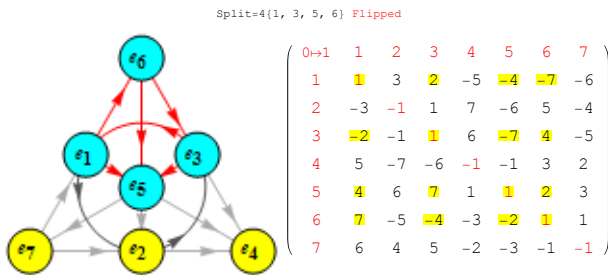 Split=4{1, 3, 5, 6} Flipped
e6
e1
e3
e5
e7
e2
e4
0↦1 1 2 3 4 5 6 7
1 1 3 2 -5 -4 -7 -6
2 -3 -1 1 7 -6 5 -4
3 -2 -1 1 6 -7 4 -5
4 5 -7 -6 -1 -1 3 2
5 4 6 7 1 1 2 3
6 7 -5 -4 -3 -2 1 1
7 6 4 5 -2 -3 -1 -1